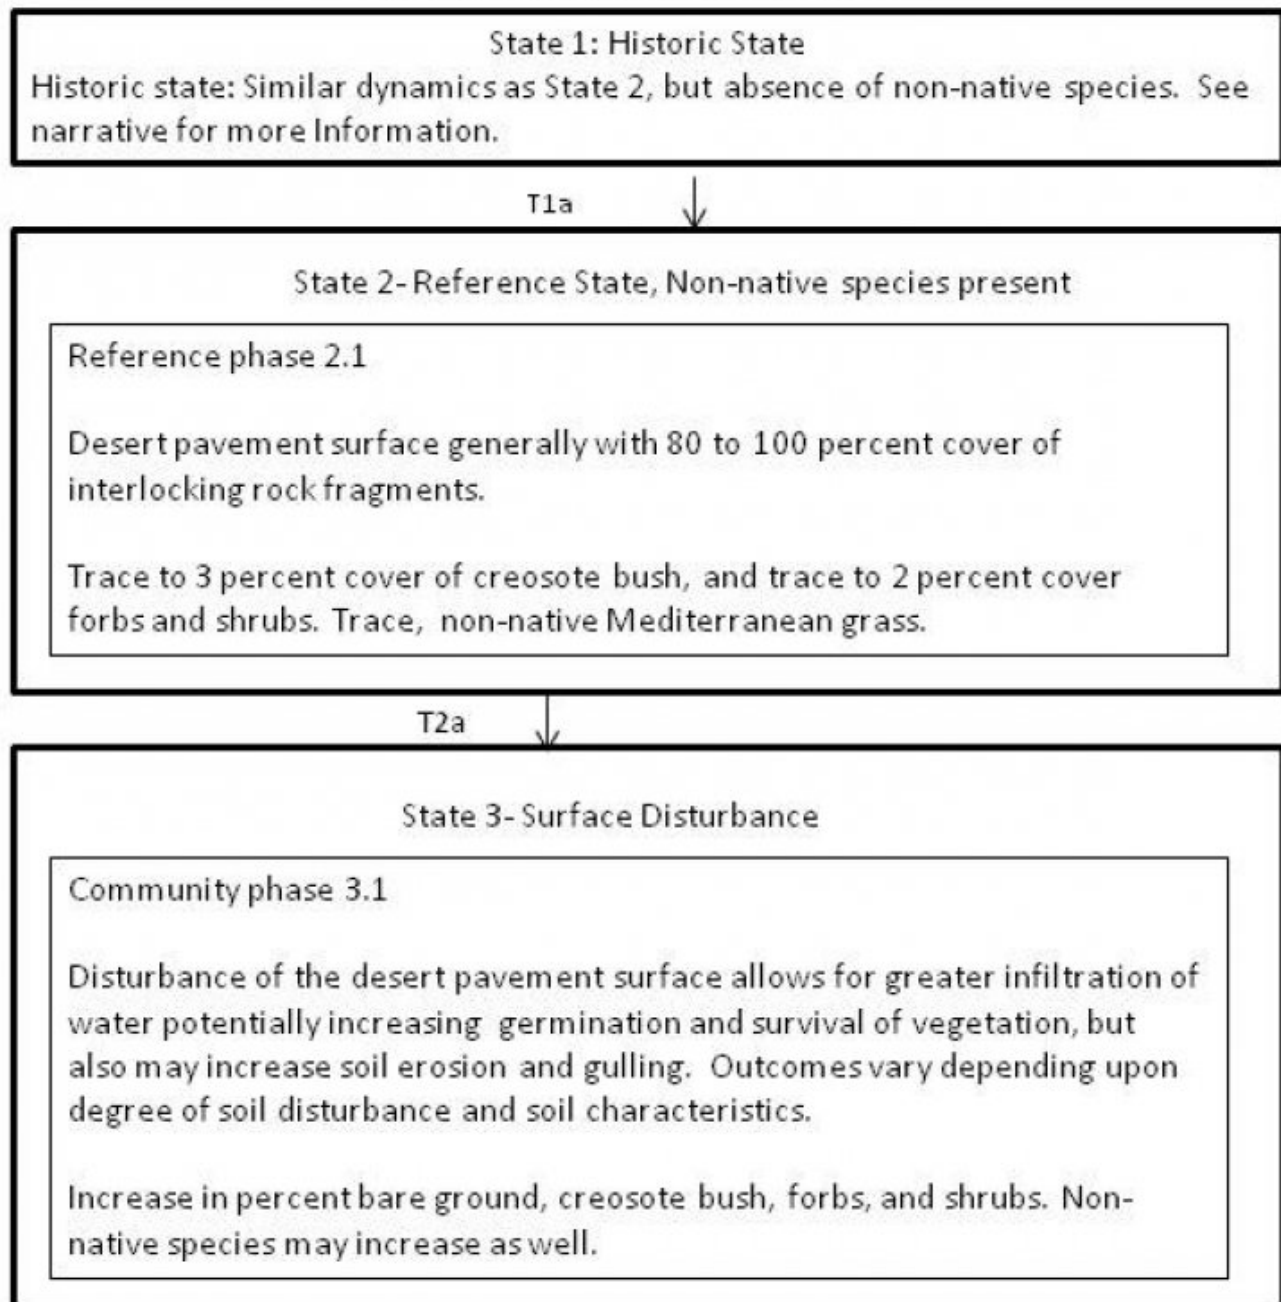 State 1: Historic State
Historic state: Similar dynamics as State 2, but absence of non-native species. See
narrative for more Information.
T1a
State 2- Reference State, Non-native species present
Reference phase 2.1
Desert pavement surface generally with 80 to 100 percent cover of
interlocking rock fragments.
Trace to 3 percent cover of creosote bush, and trace to 2 percent cover
forbs and shrubs. Trace, non-native Mediterranean grass.
T2a
State 3- Surface Disturbance
Community phase 3.1
Disturbance of the desert pavement surface allows for greater infiltration of
water potentially increasing germination and survival of vegetation, but
also may increase soil erosion and gulling. Outcomes vary depending upon
degree of soil disturbance and soil characteristics.
Increase in percent bare ground, creosote bush, forbs, and shrubs. Non-
native species may increase as well.